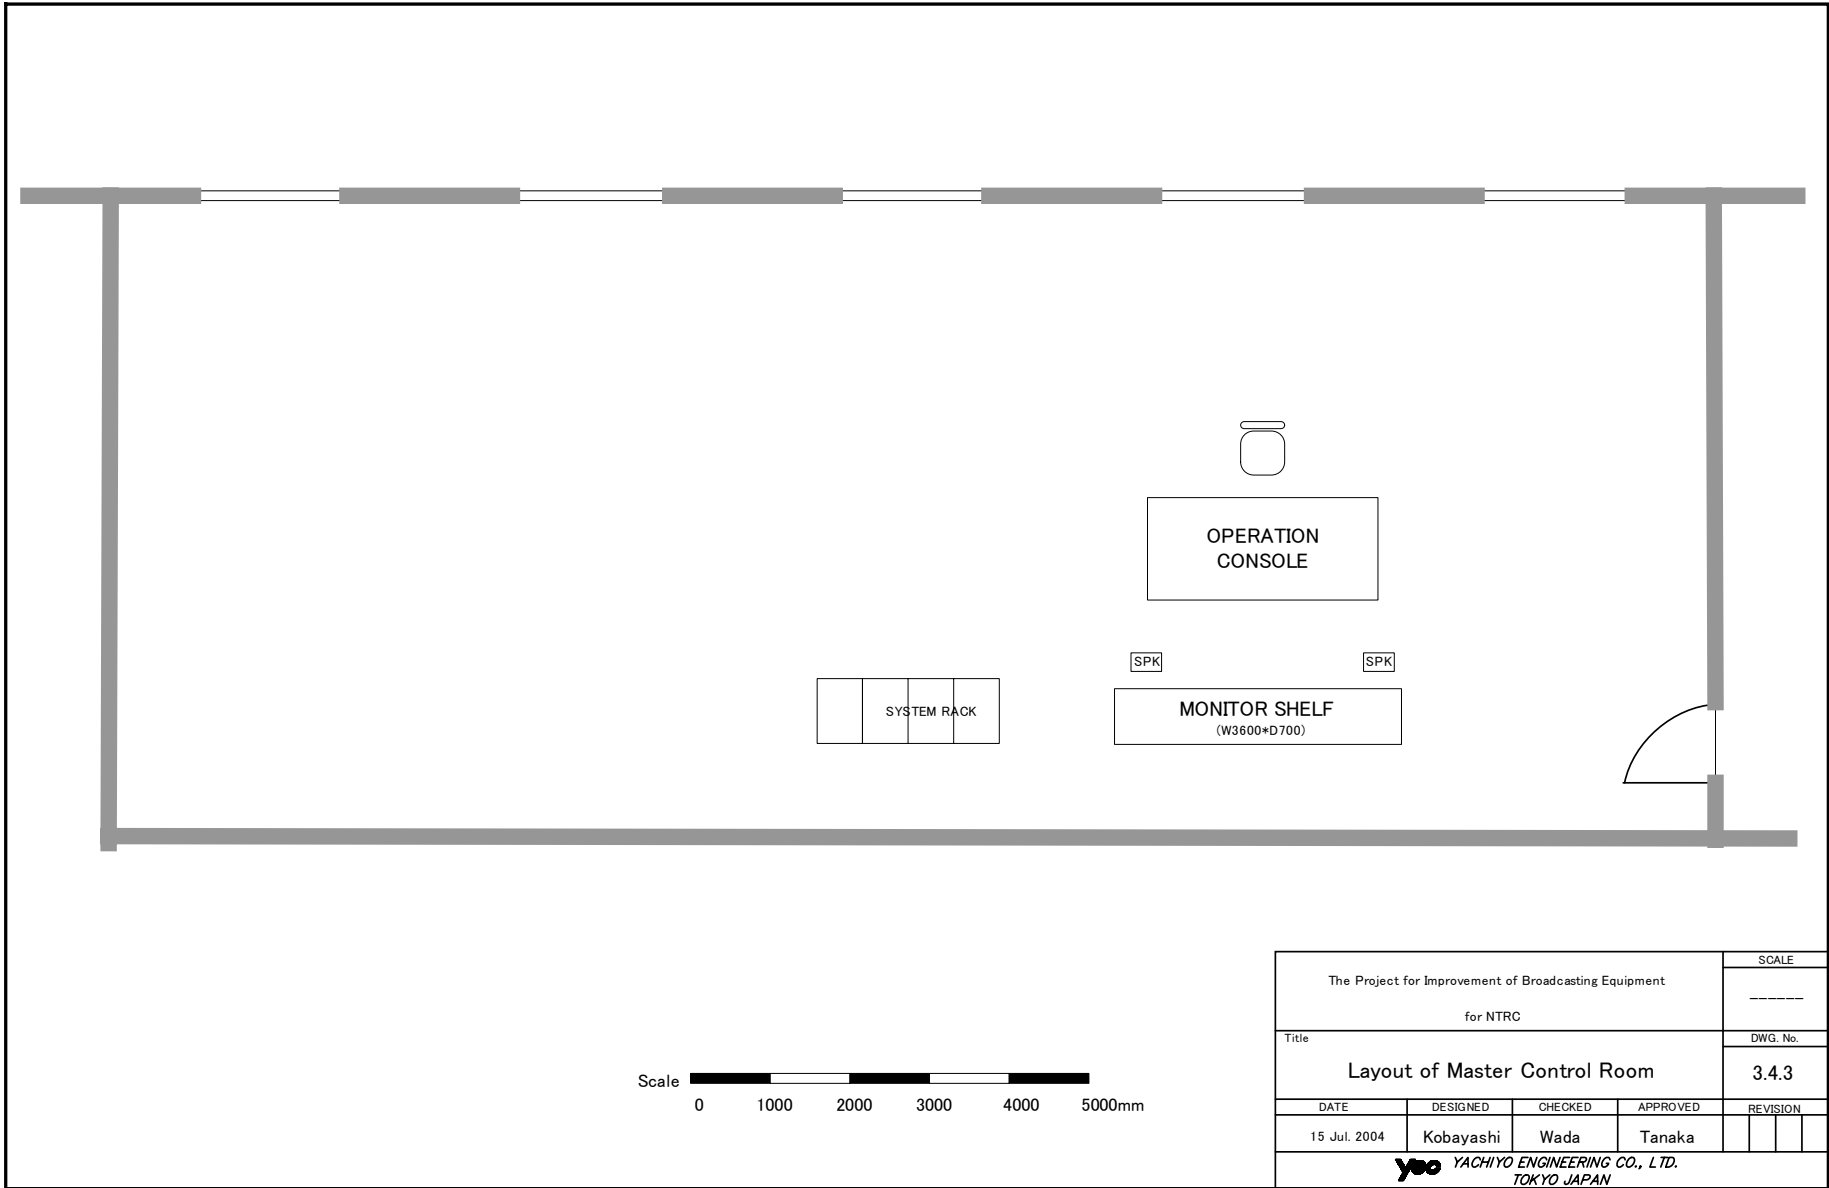 OPERATION
CONSOLE
SPK
SPK
SYSTEM RACK
MONITOR SHELF
(W3600*D700)
Scale
0 1000 2000 3000 4000 5000mm
The Project for Improvement of Broadcasting Equipment
for NTRC
SCALE
------
Title
Layout of Master Control Room
DWG. No.
3.4.3
DATE DESIGNED CHECKED APPROVED REVISION
15 Jul. 2004 Kobayashi Wada Tanaka
yec YACHIYO ENGINEERING CO., LTD.
TOKYO JAPAN